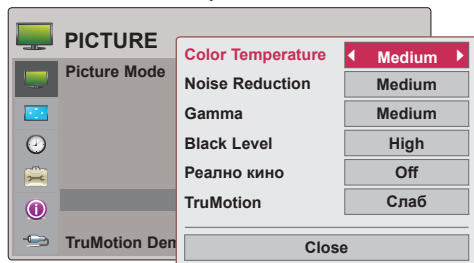 PICTURE
Picture Mode
Color Temperature Medium
Noise Reduction Medium
Gamma Medium
Black Level High
Реално кино Off
TruMotion Слаб
TruMotion Den
Close